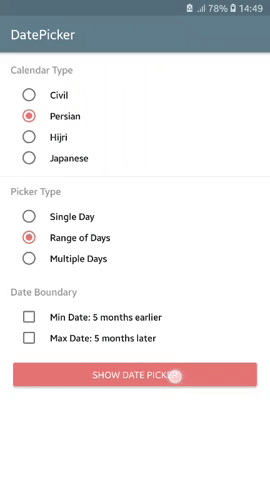 78% 14:49
DatePicker
Calendar Type
Civil
Persian
Hijri
Japanese
Picker Type
Single Day
Range of Days
Multiple Days
Date Boundary
Min Date: 5 months earlier
Max Date: 5 months later
SHOW DATE PICKER